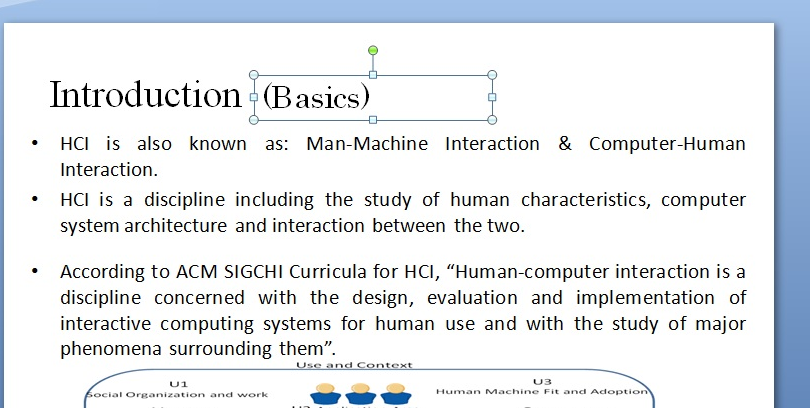 Introduction (Basics)
• HCI is also known as: Man-Machine Interaction & Computer-Human
Interaction.
• HCI is a discipline including the study of human characteristics, computer
system architecture and interaction between the two.
• According to ACM SIGCHI Curricula for HCI, “Human-computer interaction is a
discipline concerned with the design, evaluation and implementation of
interactive computing systems for human use and with the study of major
phenomena surrounding them”.
Use and Context
U1
U3
Social Organization and work
Human Machine Fit and Adoption